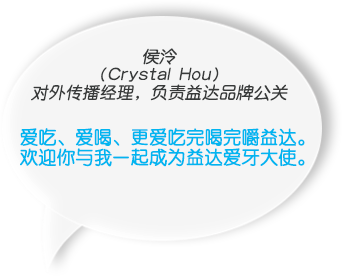 侯泠
(Crystal Hou)
对外传播经理，负责益达品牌公关
爱吃、爱喝、更爱吃完喝完嚼益达。
欢迎你与我一起成为益达爱牙大使。